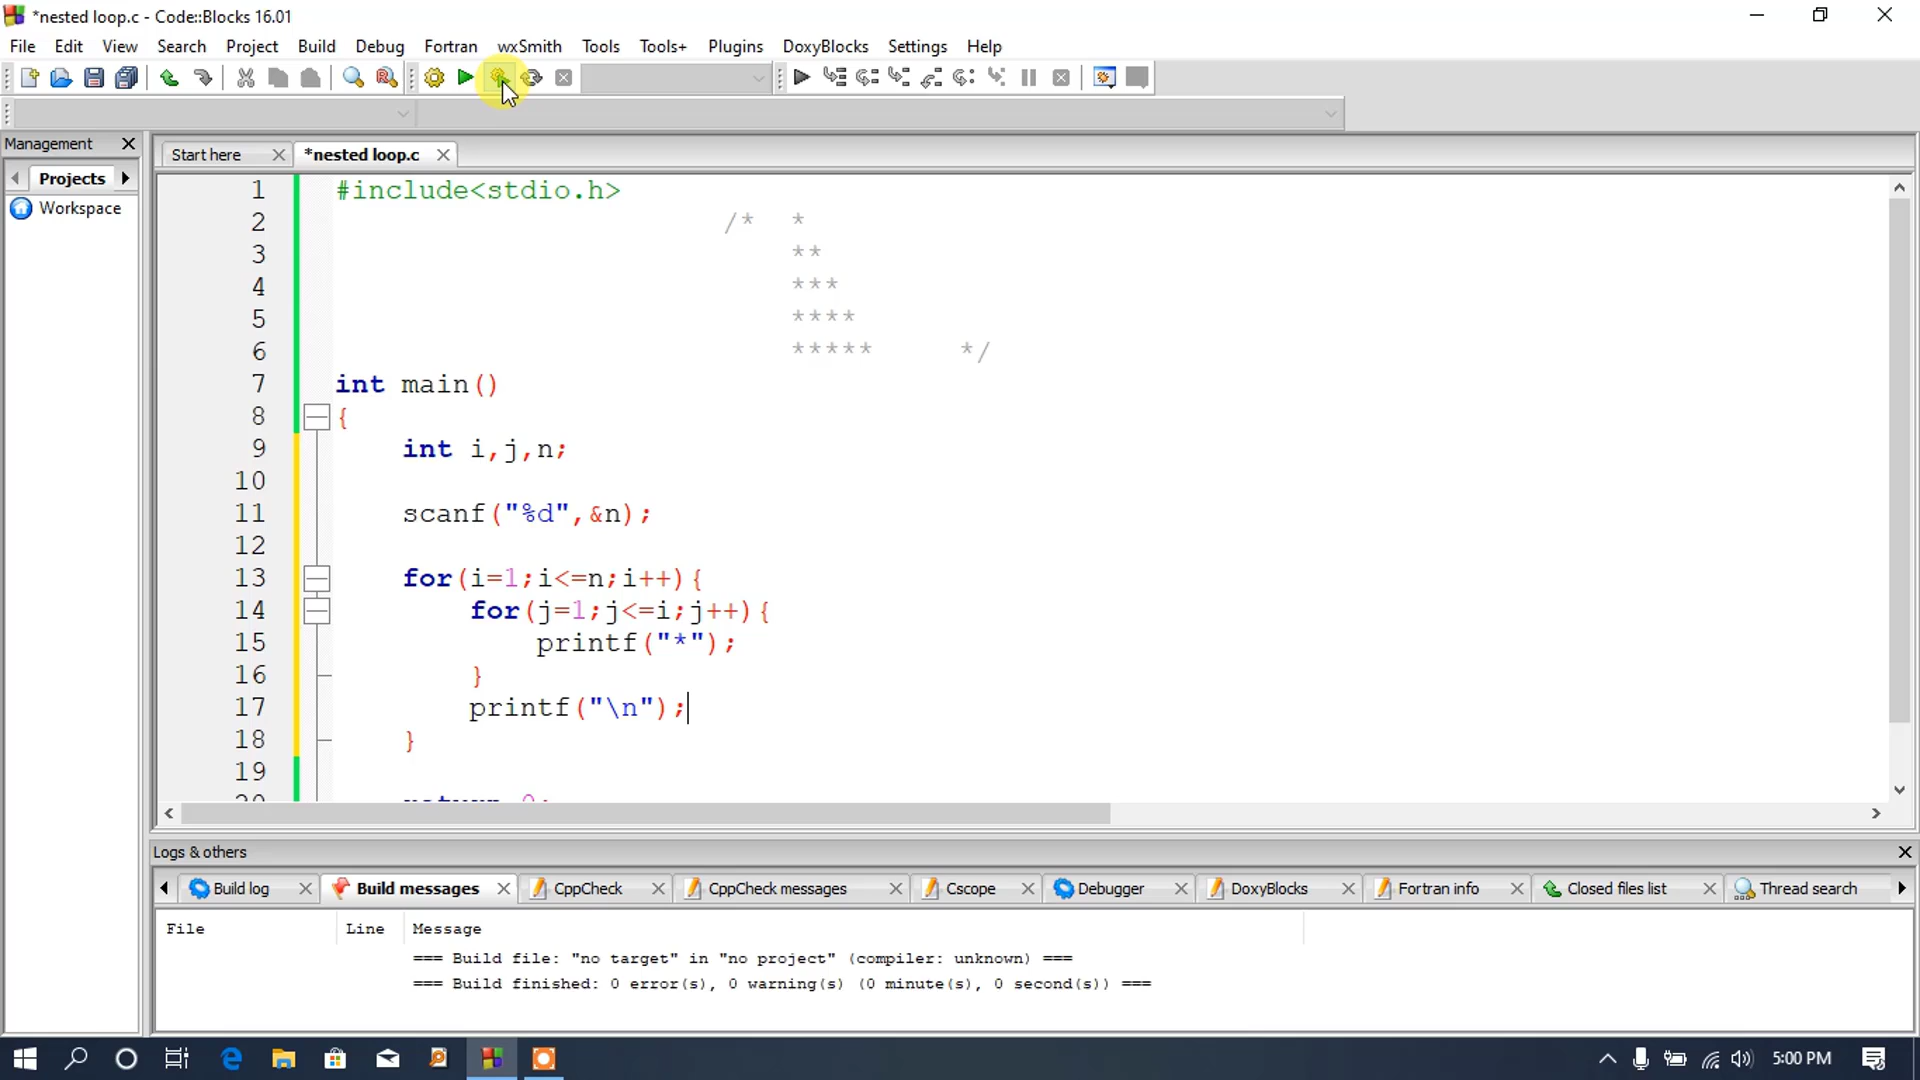 *nested loop.c - Code::Blocks 16.01
File Edit View Search Project Build Debug Fortran wxSmith Tools Tools+ Plugins DoxyBlocks Settings Help
Management
Start here *nested loop.c
Projects
Workspace
1 #include<stdio.h>
2 /* *
3 **
4 ***
5 ****
6 ***** */
7 int main()
8 {
9 int i,j,n;
10
11 scanf("%d",&n);
12
13 for(i=1;i<=n;i++){
14 for(j=1;j<=i;j++){
15 printf("*");
16 }
17 printf("\n");
18 }
19
20 return 0;
Logs & others
Build log Build messages CppCheck CppCheck messages Cscope Debugger DoxyBlocks Fortran info Closed files list Thread search
File Line Message
=== Build file: "no target" in "no project" (compiler: unknown) ===
=== Build finished: 0 error(s), 0 warning(s) (0 minute(s), 0 second(s)) ===
5:00 PM